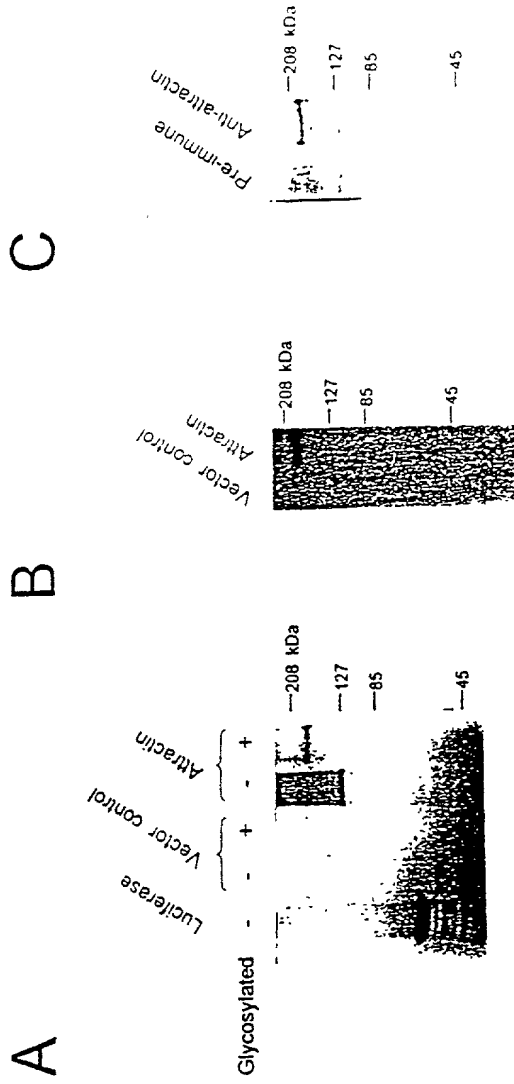 A
Glycosylated
Luciferase
Vector control
Attractin
- - + - +
—208 kDa
—127
—85
—45
B
Vector control
Attractin
—208 kDa
—127
—85
—45
C
Pre-immune
Anti-attractin
—208 kDa
—127
—85
—45